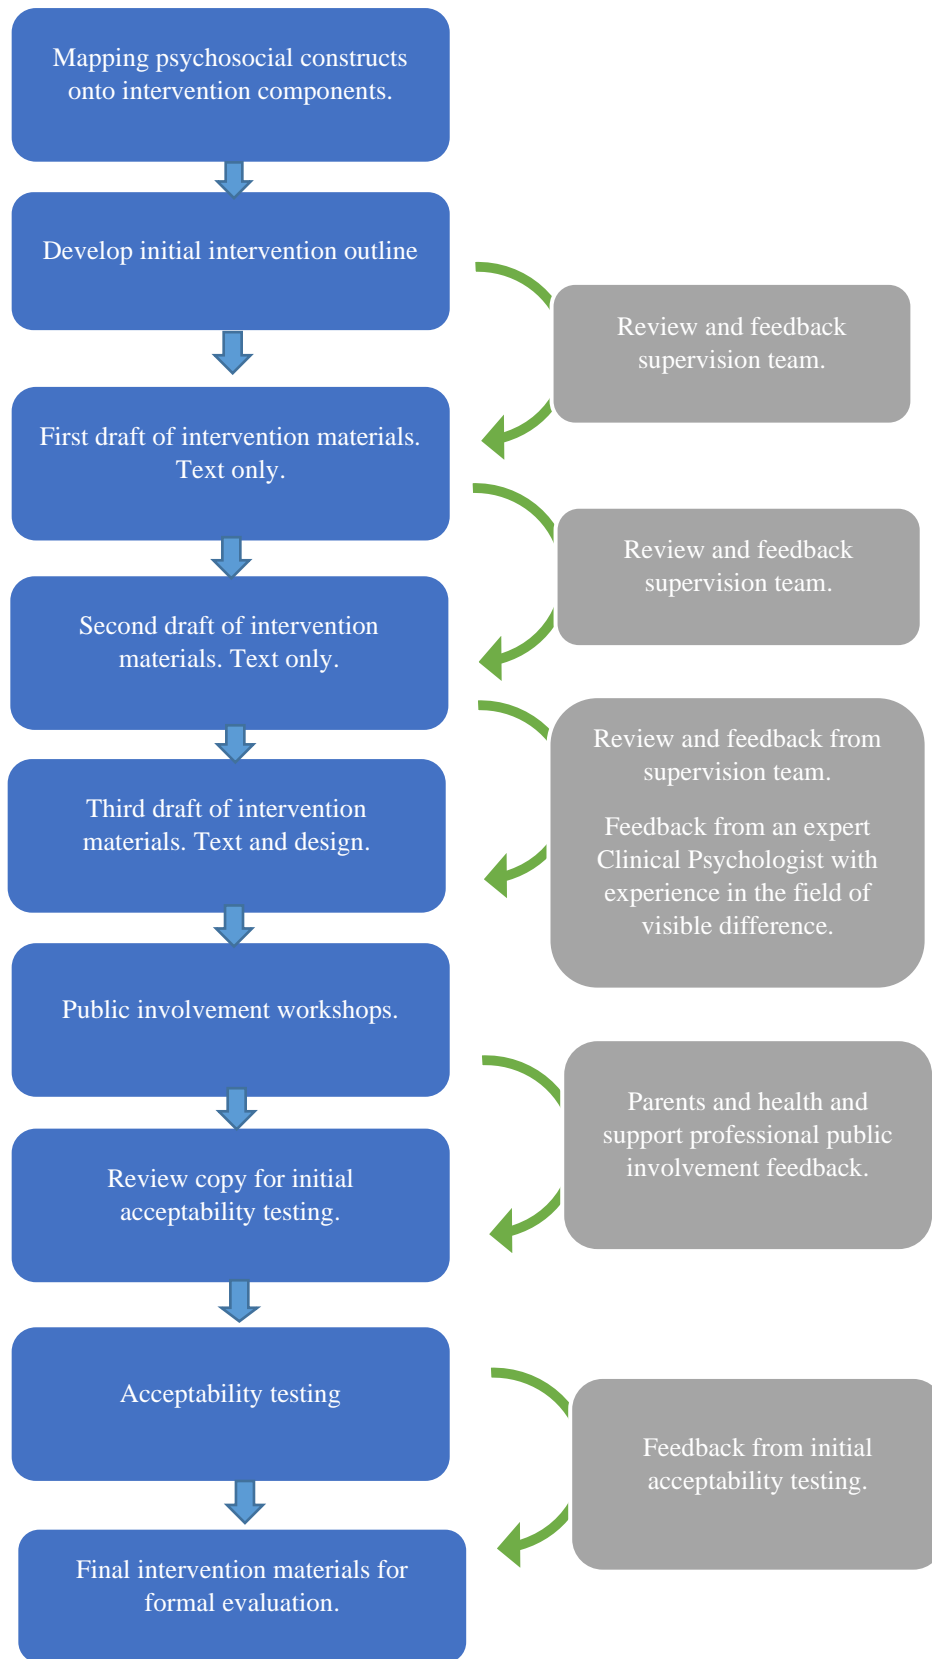 Mapping psychosocial constructs
onto intervention components.
Develop initial intervention outline
Review and feedback
supervision team.
First draft of intervention materials.
Text only.
Review and feedback
supervision team.
Second draft of intervention
materials. Text only.
Review and feedback from
supervision team.
Feedback from an expert
Clinical Psychologist with
experience in the field of
visible difference.
Third draft of intervention
materials. Text and design.
Public involvement workshops.
Parents and health and
support professional public
involvement feedback.
Review copy for initial
acceptability testing.
Acceptability testing
Feedback from initial
acceptability testing.
Final intervention materials for
formal evaluation.